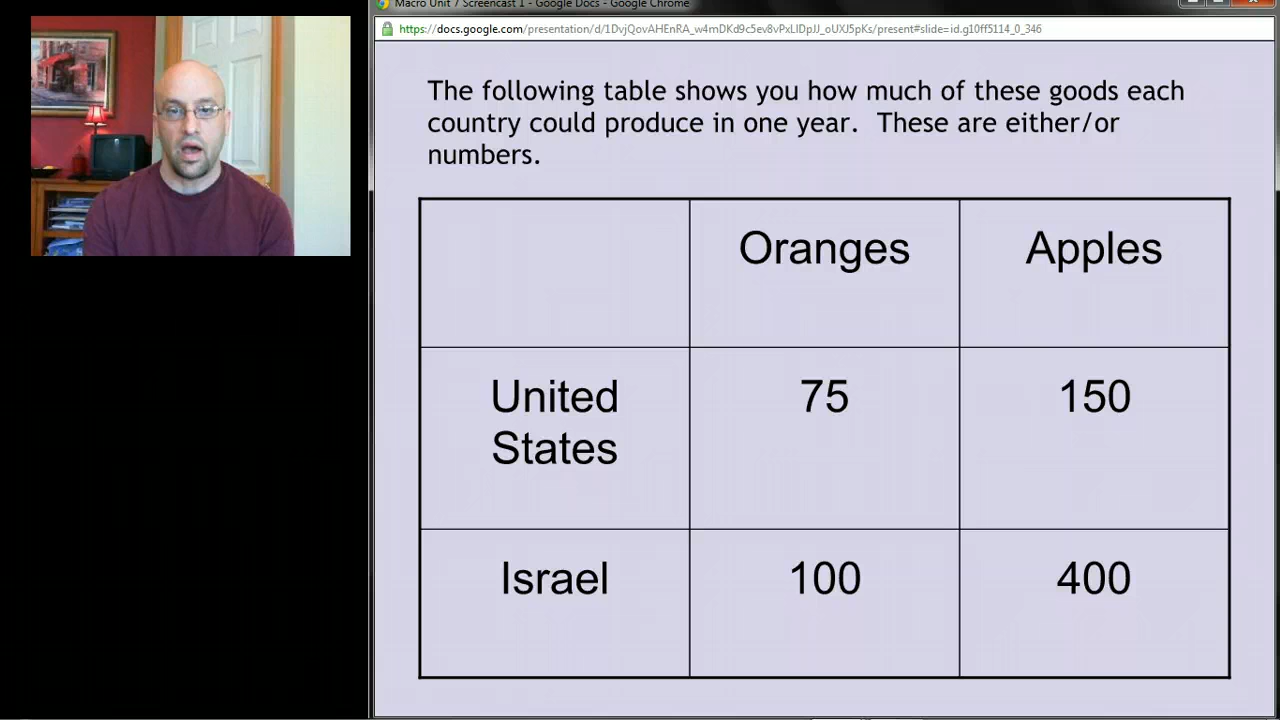 Macro Unit 7 Screencast 1 - Google Docs - Google Chrome
https://docs.google.com/presentation/d/1DvjQovAHEnRA_w4mDKd9c5ev8vPxLlDpJJ_oUXJ5pKs/present#slide=id.g10ff5114_0_346
The following table shows you how much of these goods each
country could produce in one year.  These are either/or
numbers.
Oranges
Apples
United
States
75
150
Israel
100
400